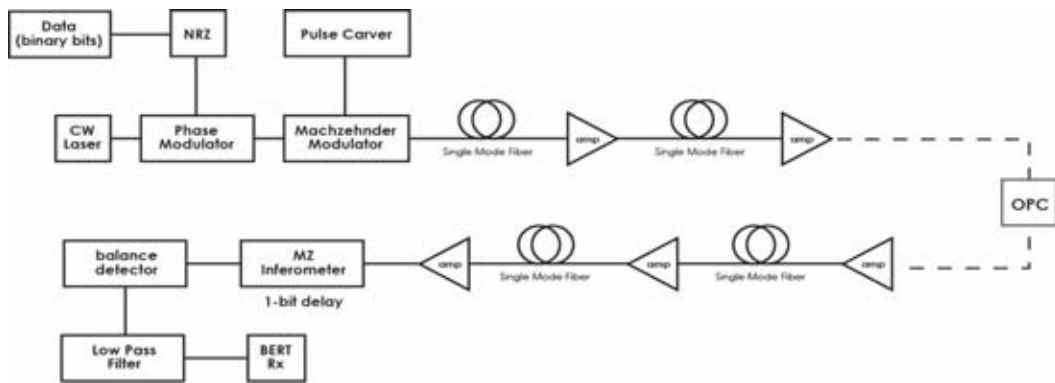 Data
(binary bits)
NRZ
Pulse Carver
CW
Laser
Phase
Modulator
Machzehnder
Modulator
Single Mode Fiber
amp
Single Mode Fiber
amp
OPC
balance
detector
MZ
Inferometer
1-bit delay
amp
Single Mode Fiber
amp
Single Mode Fiber
amp
Low Pass
Filter
BERT
Rx